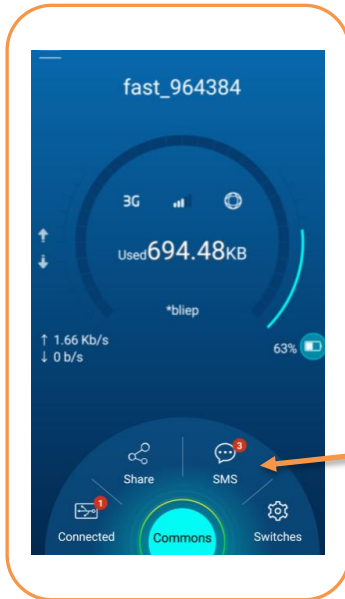 fast_964384
3G
Used694.48KB
*bliep
↑ 1.66 Kb/s
↓ 0 b/s
63%
3
Share
SMS
1
Connected
Commons
Switches